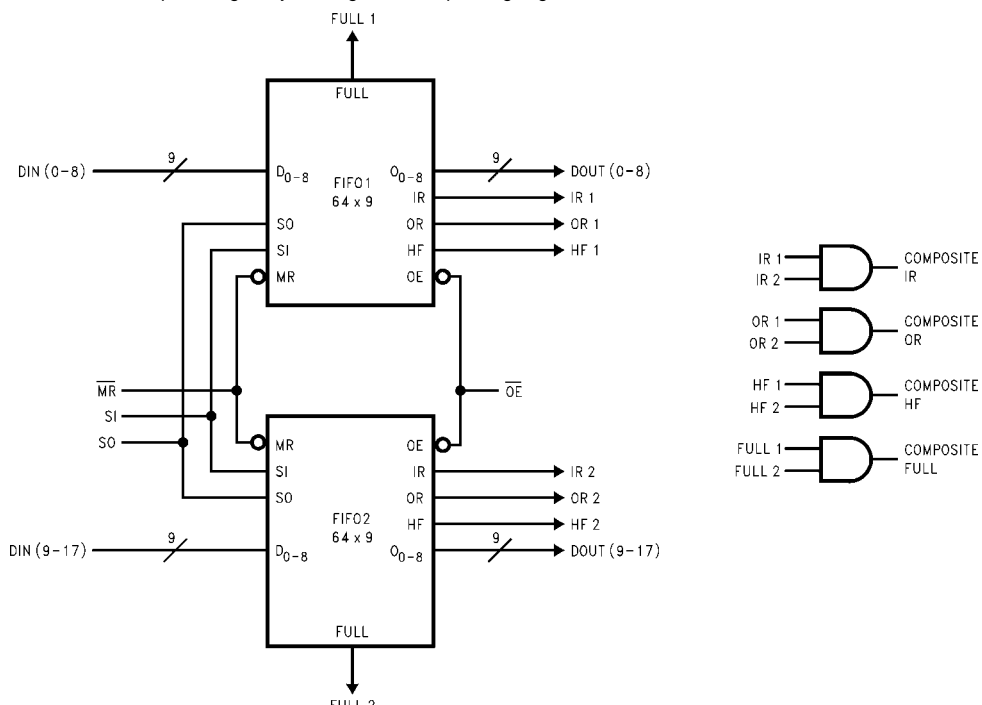 FULL 1
FULL
DIN (0-8)
9
D0-8
FIFO1
64 x 9
O0-8
9
DOUT (0-8)
IR
IR 1
SO
OR
OR 1
SI
HF
HF 1
MR
OE
M̅R̅
O̅E̅
SI
SO
MR
OE
SI
IR
IR 2
SO
OR
OR 2
FIFO2
64 x 9
HF
HF 2
DIN (9-17)
9
D0-8
O0-8
9
DOUT (9-17)
FULL
IR 1
IR 2
COMPOSITE
IR
OR 1
OR 2
COMPOSITE
OR
HF 1
HF 2
COMPOSITE
HF
FULL 1
FULL 2
COMPOSITE
FULL
FULL 2